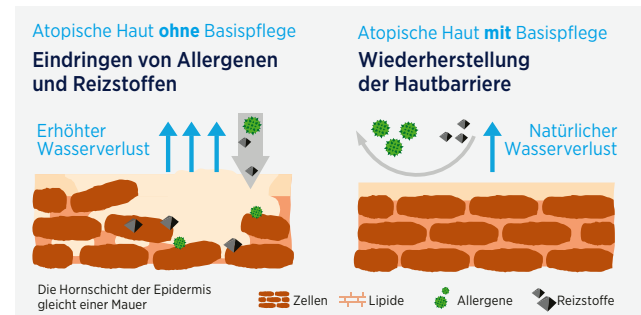 Atopische Haut ohne Basispflege
Eindringen von Allergenen
und Reizstoffen
Erhöhter
Wasserverlust
Atopische Haut mit Basispflege
Wiederherstellung
der Hautbarriere
Natürlicher
Wasserverlust
Die Hornschicht der Epidermis
gleicht einer Mauer
Zellen
Lipide
Allergene
Reizstoffe